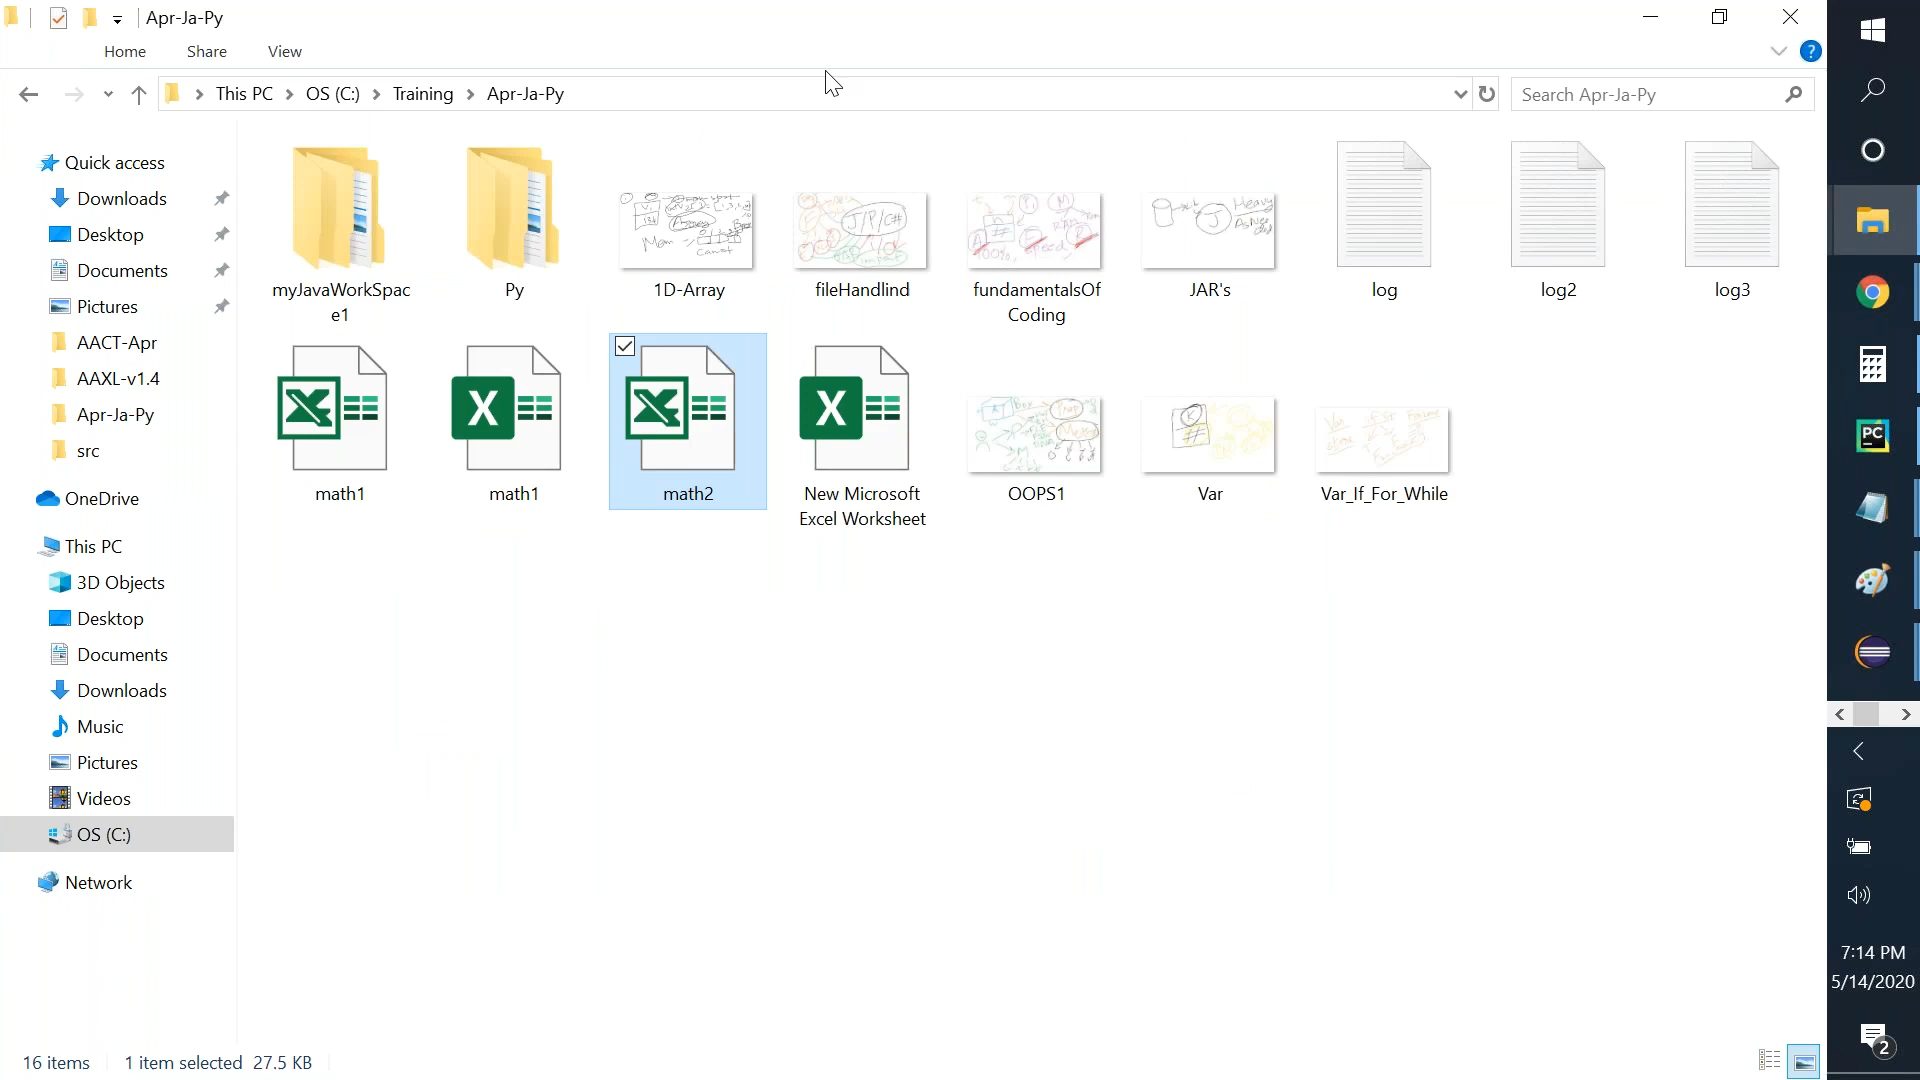 Apr-Ja-Py
Home Share View
This PC OS (C:) Training Apr-Ja-Py
Search Apr-Ja-Py
Quick access
Downloads
Desktop
Documents
Pictures
AACT-Apr
AAXL-v1.4
Apr-Ja-Py
src
OneDrive
This PC
3D Objects
Desktop
Documents
Downloads
Music
Pictures
Videos
OS (C:)
Network
myJavaWorkSpac
e1
Py
1D-Array
fileHandlind
fundamentalsOf
Coding
JAR's
log
log2
log3
math1
math1
math2
New Microsoft
Excel Worksheet
OOPS1
Var
Var_If_For_While
16 items 1 item selected 27.5 KB
PC
7:14 PM
5/14/2020
2